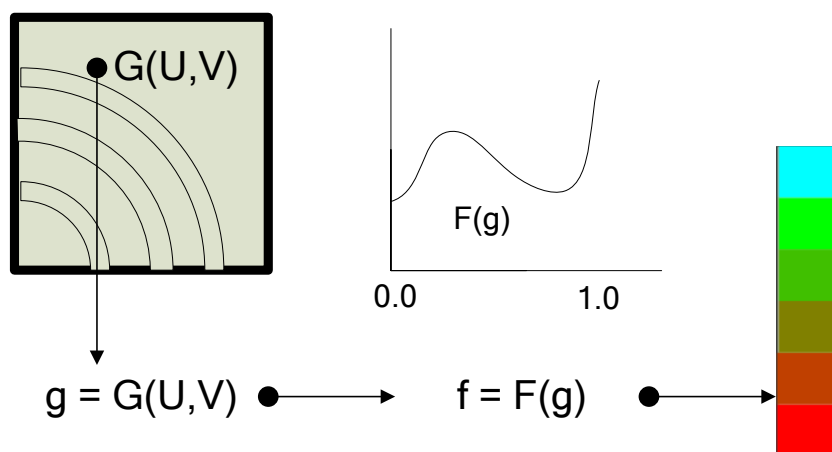 G(U,V)
F(g)
0.0
1.0
g = G(U,V)
f = F(g)